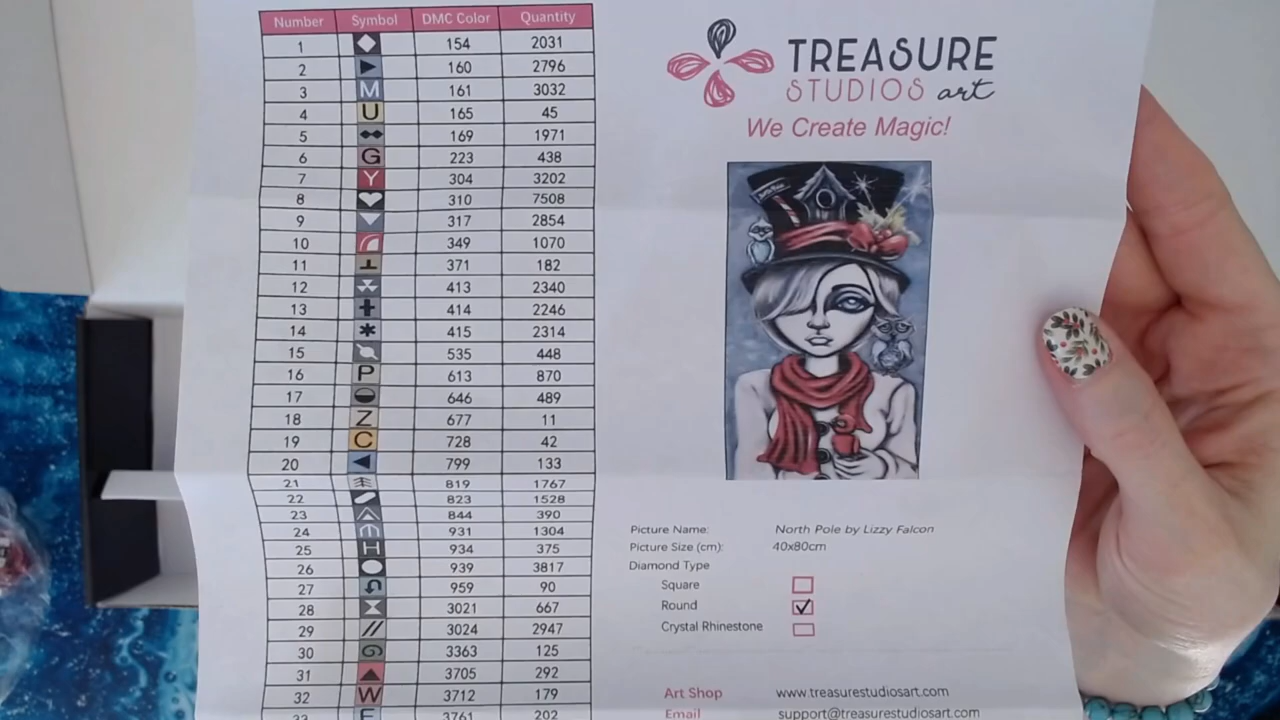 Number Symbol DMC Color Quantity
1 154 2031
2 160 2796
3 M 161 3032
4 U 165 45
5 169 1971
6 G 223 438
7 Y 304 3202
8 310 7508
9 317 2854
10 349 1070
11 371 182
12 413 2340
13 414 2246
14 * 415 2314
15 535 448
16 P 613 870
17 646 489
18 Z 677 11
19 C 728 42
20 799 133
21 819 1767
22 823 1528
23 844 390
24 931 1304
25 H 934 375
26 939 3817
27 959 90
28 3021 667
29 // 3024 2947
30 3363 125
31 3705 292
32 W 3712 179
33 3761 202
TREASURE
STUDIOS art
We Create Magic!
Picture Name: North Pole by Lizzy Falcon
Picture Size (cm): 40x80cm
Diamond Type
Square
Round
Crystal Rhinestone
Art Shop www.treasurestudiosart.com
Email support@treasurestudiosart.com